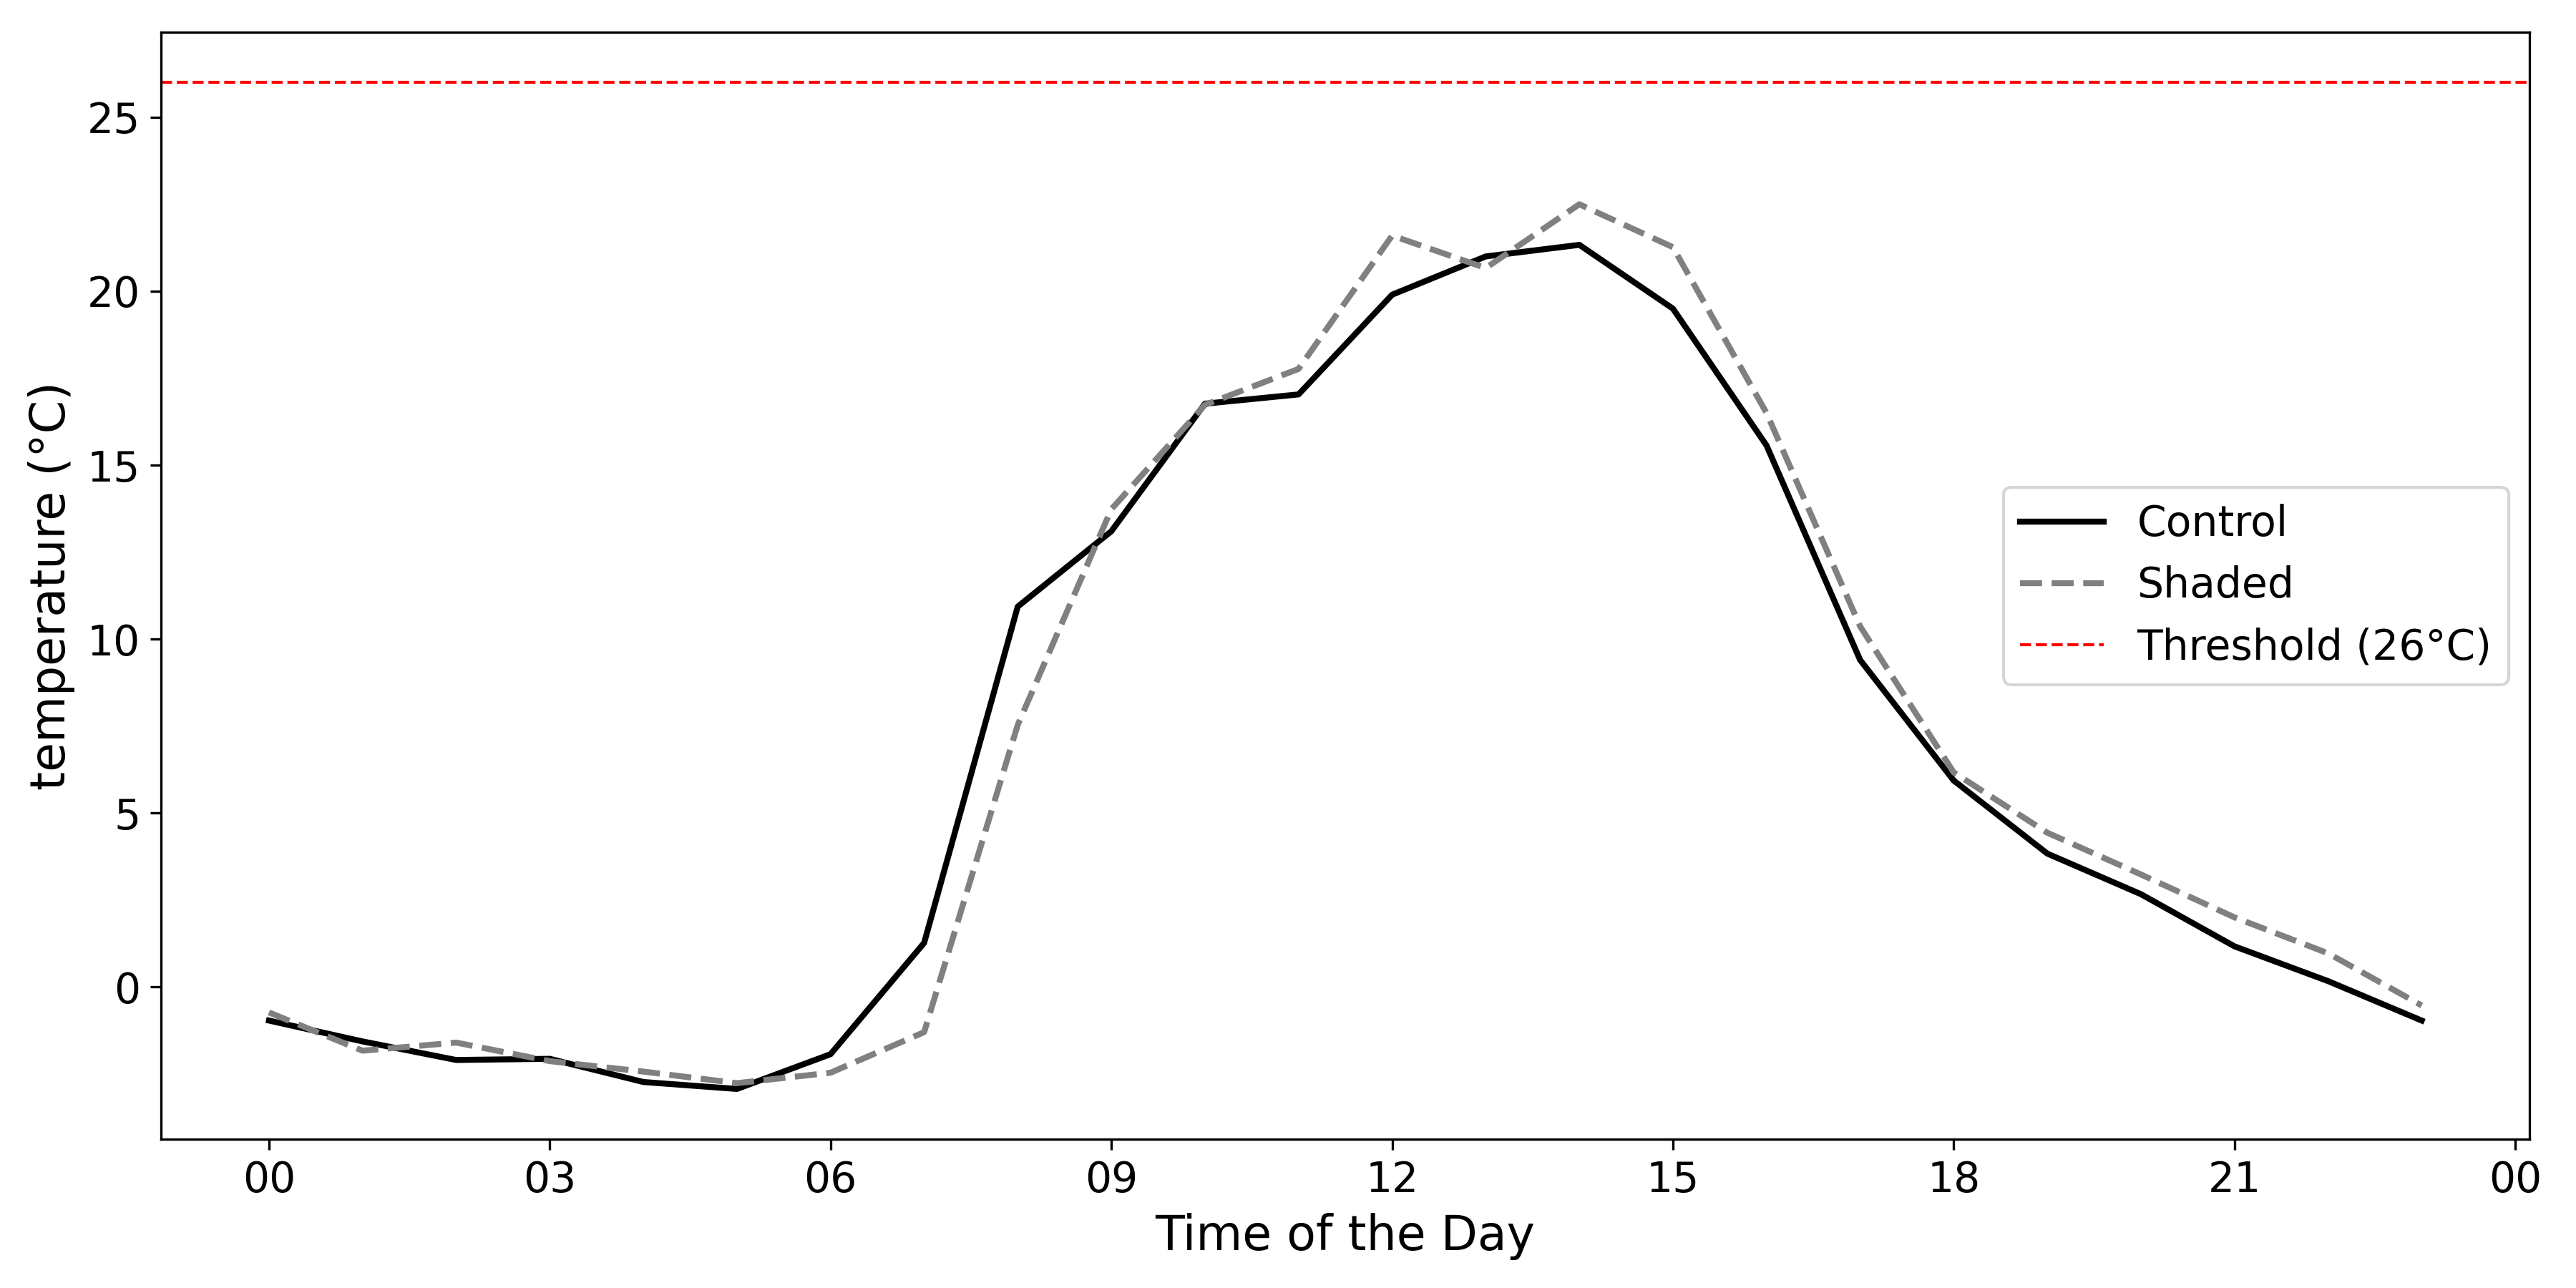 25
20
15
10
5
0
temperature (°C)
Control
Shaded
Threshold (26°C)
00 03 06 09 12 15 18 21 00
Time of the Day